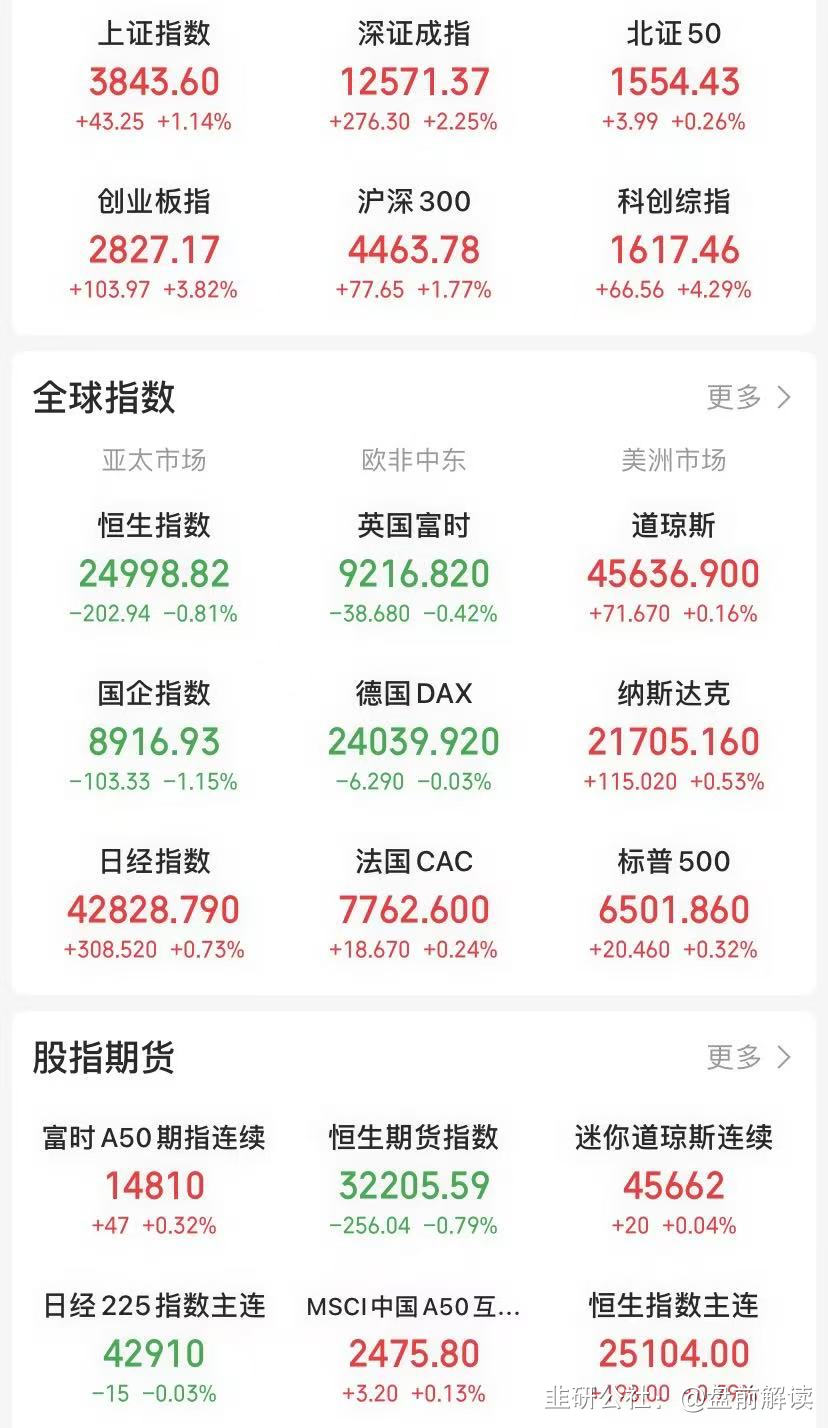 上证指数 深证成指 北证50
3843.60 12571.37 1554.43
+43.25 +1.14% +276.30 +2.25% +3.99 +0.26%
创业板指 沪深300 科创综指
2827.17 4463.78 1617.46
+103.97 +3.82% +77.65 +1.77% +66.56 +4.29%
全球指数 更多 >
亚太市场 欧非中东 美洲市场
恒生指数 英国富时 道琼斯
24998.82 9216.820 45636.900
-202.94 -0.81% -38.680 -0.42% +71.670 +0.16%
国企指数 德国DAX 纳斯达克
8916.93 24039.920 21705.160
-103.33 -1.15% -6.290 -0.03% +115.020 +0.53%
日经指数 法国CAC 标普500
42828.790 7762.600 6501.860
+308.520 +0.73% +18.670 +0.24% +20.460 +0.32%
股指期货 更多 >
富时A50期指连续 恒生期货指数 迷你道琼斯连续
14810 32205.59 45662
+47 +0.32% -256.04 -0.79% +20 +0.04%
日经225指数主连 MSCI中国A50互... 恒生指数主连
42910 2475.80 25104.00
-15 -0.03% +3.20 +0.13%
韭研公社，@盘前解读